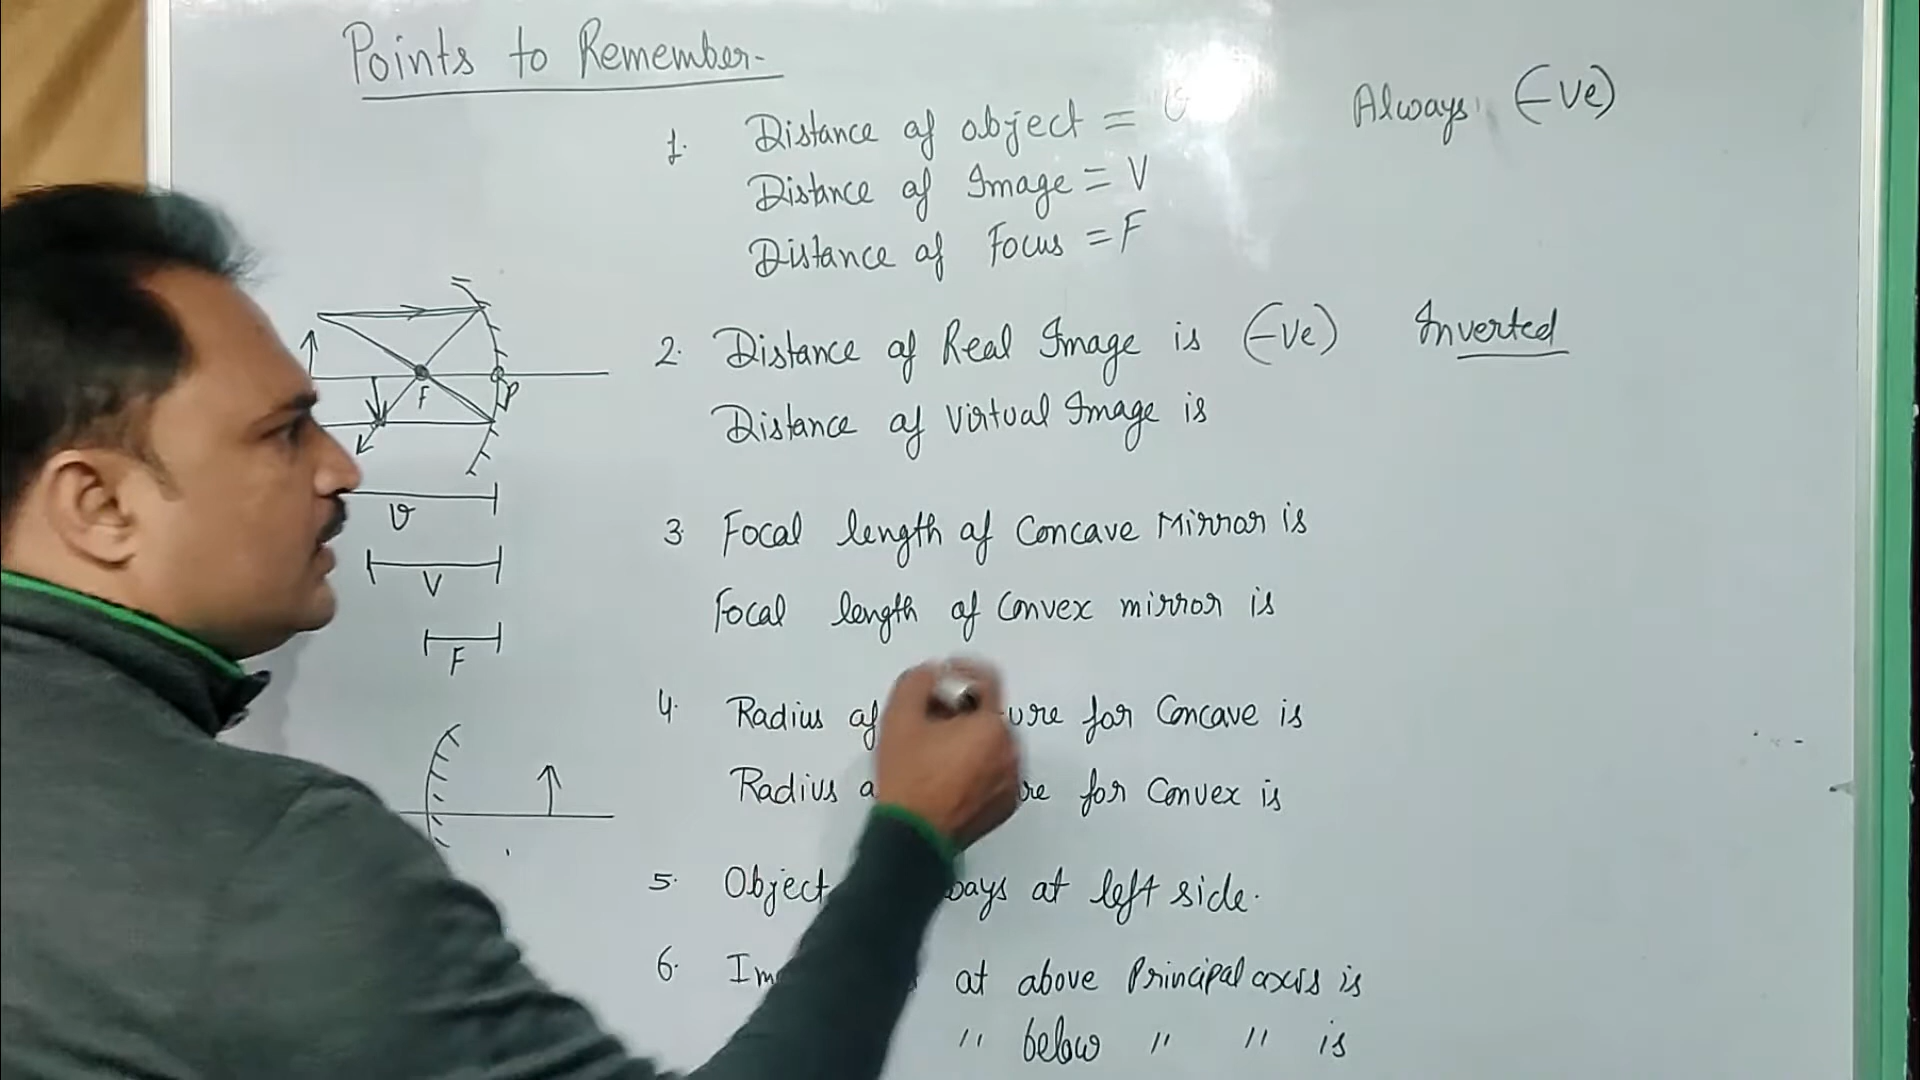 Points to Remember-
1. Distance of object = U Always (-ve)
Distance of Image = V
Distance of Focus = F
2. Distance of Real Image is (-ve) Inverted
Distance of Virtual Image is
3. Focal length of Concave Mirror is
Focal length of Convex mirror is
4. Radius of ure for Concave is
Radius re for Convex is
5. Object at left side.
6. at above Principal axis is
" below " " is
F
P
U
V
F